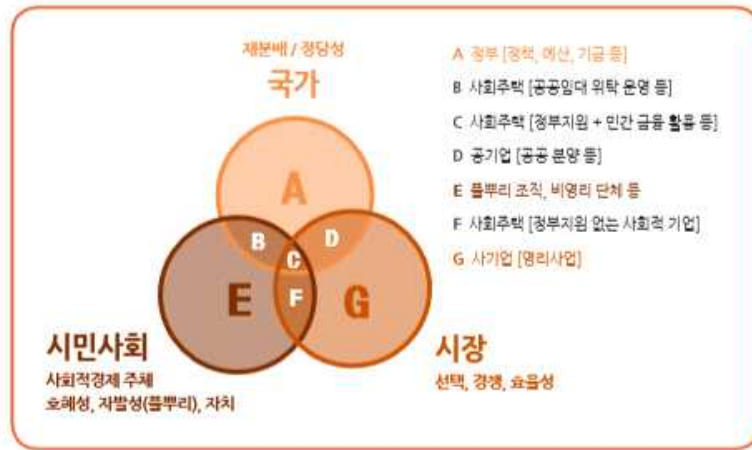 재분배 / 정당성
국가
A 정부 [정책, 예산, 기금 등]
B 사회주택 [공공임대 위탁 운영 등]
C 사회주택 [정부지원 + 민간 금융 활용 등]
D 공기업 [공공 분양 등]
E 풀뿌리 조직, 비영리 단체 등
F 사회주택 [정부지원 없는 사회적 기업]
G 사기업 [영리사업]
A
B
D
C
E
F
G
시민사회
사회적경제 주체
호혜성, 자발성(풀뿌리), 자치
시장
선택, 경쟁, 효율성